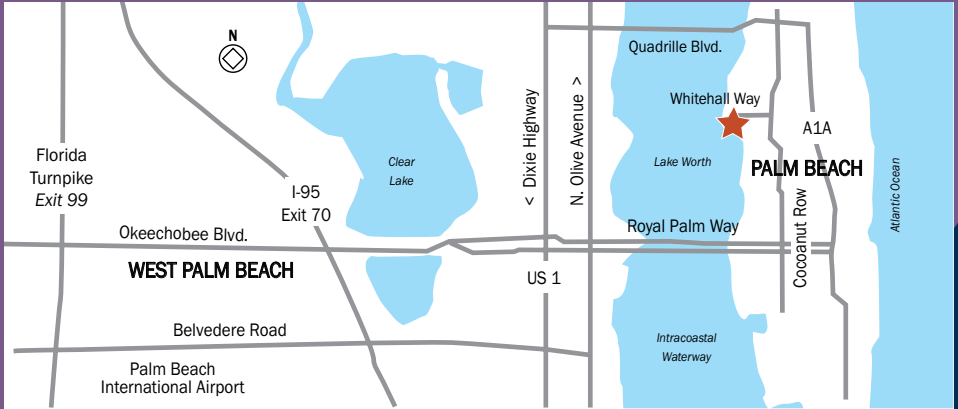 N
Quadrille Blvd.
Whitehall Way
< Dixie Highway
N. Olive Avenue >
A1A
Florida
Turnpike
Exit 99
Clear
Lake
Lake Worth
PALM BEACH
Atlantic Ocean
I-95
Exit 70
Cocoanut Row
Okeechobee Blvd.
Royal Palm Way
WEST PALM BEACH
US 1
Belvedere Road
Intracoastal
Waterway
Palm Beach
International Airport